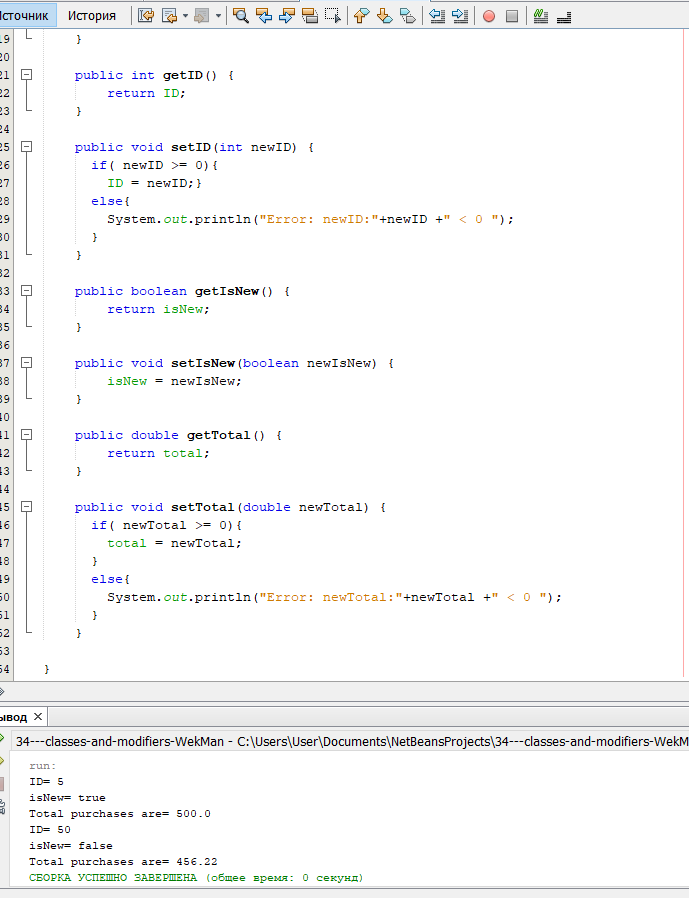 Источник История
19 }
20
21 public int getID() {
22 return ID;
23 }
24
25 public void setID(int newID) {
26 if( newID >= 0){
27 ID = newID;}
28 else{
29 System.out.println("Error: newID:"+newID +" < 0 ");
30 }
31 }
32
33 public boolean getIsNew() {
34 return isNew;
35 }
36
37 public void setIsNew(boolean newIsNew) {
38 isNew = newIsNew;
39 }
40
41 public double getTotal() {
42 return total;
43 }
44
45 public void setTotal(double newTotal) {
46 if( newTotal >= 0){
47 total = newTotal;
48 }
49 else{
50 System.out.println("Error: newTotal:"+newTotal +" < 0 ");
51 }
52 }
53
54 }
ывод
34---classes-and-modifiers-WekMan - C:\Users\User\Documents\NetBeansProjects\34---classes-and-modifiers-WekM
run:
ID= 5
isNew= true
Total purchases are= 500.0
ID= 50
isNew= false
Total purchases are= 456.22
СБОРКА УСПЕШНО ЗАВЕРШЕНА (общее время: 0 секунд)